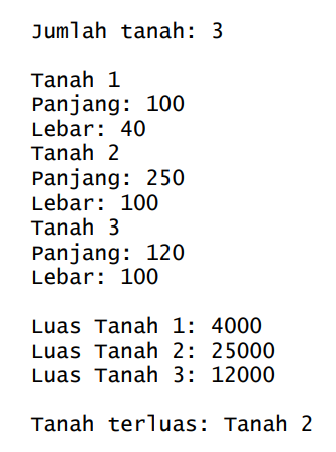 Jumlah tanah: 3
Tanah 1
Panjang: 100
Lebar: 40
Tanah 2
Panjang: 250
Lebar: 100
Tanah 3
Panjang: 120
Lebar: 100
Luas Tanah 1: 4000
Luas Tanah 2: 25000
Luas Tanah 3: 12000
Tanah terluas: Tanah 2